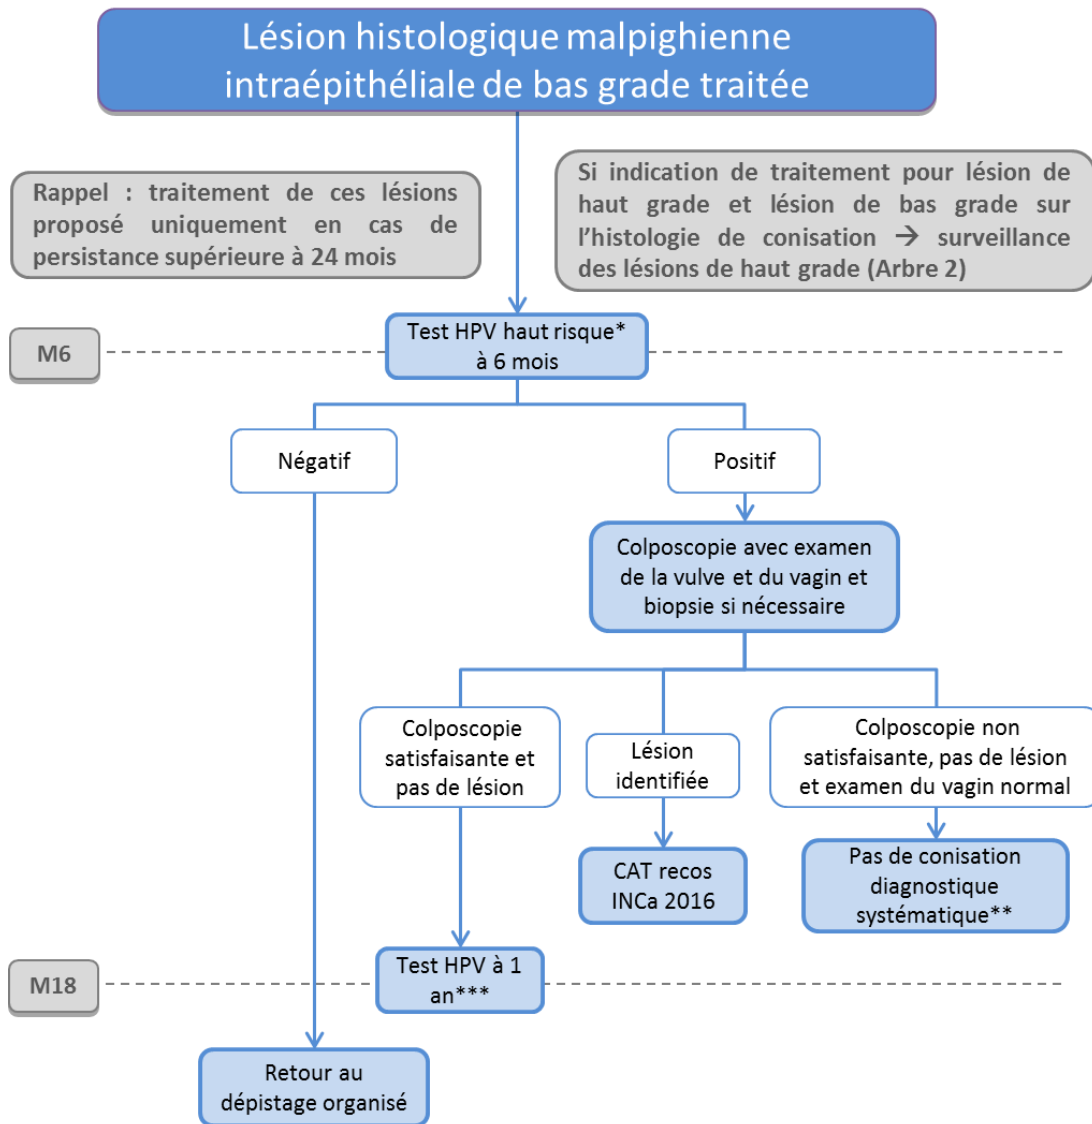 Lésion histologique malpighienne
intraépithéliale de bas grade traitée
Rappel : traitement de ces lésions
proposé uniquement en cas de
persistance supérieure à 24 mois
Si indication de traitement pour lésion de
haut grade et lésion de bas grade sur
l’histologie de conisation → surveillance
des lésions de haut grade (Arbre 2)
M6
Test HPV haut risque*
à 6 mois
Négatif
Positif
Colposcopie avec examen
de la vulve et du vagin et
biopsie si nécessaire
Colposcopie
satisfaisante et
pas de lésion
Lésion
identifiée
Colposcopie non
satisfaisante, pas de lésion
et examen du vagin normal
CAT recos
INCa 2016
Pas de conisation
diagnostique
systématique**
M18
Test HPV à 1
an***
Retour au
dépistage organisé